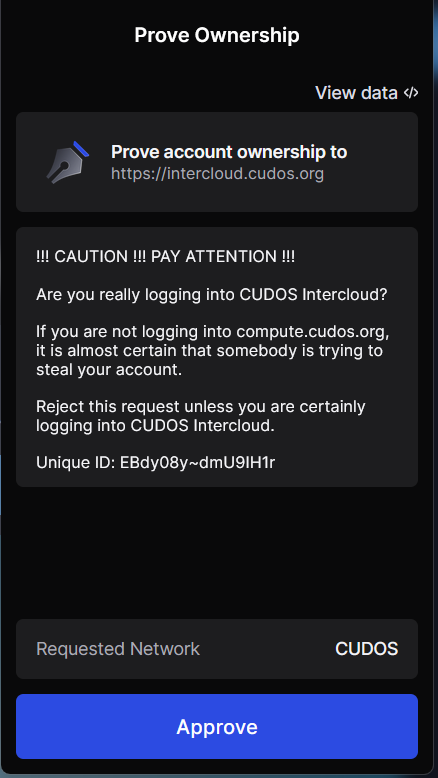 Prove Ownership
View data </>
Prove account ownership to
https://intercloud.cudos.org
!!! CAUTION !!! PAY ATTENTION !!!
Are you really logging into CUDOS Intercloud?
If you are not logging into compute.cudos.org,
it is almost certain that somebody is trying to
steal your account.
Reject this request unless you are certainly
logging into CUDOS Intercloud.
Unique ID: EBdy08y~dmU9IH1r
Requested Network
CUDOS
Approve